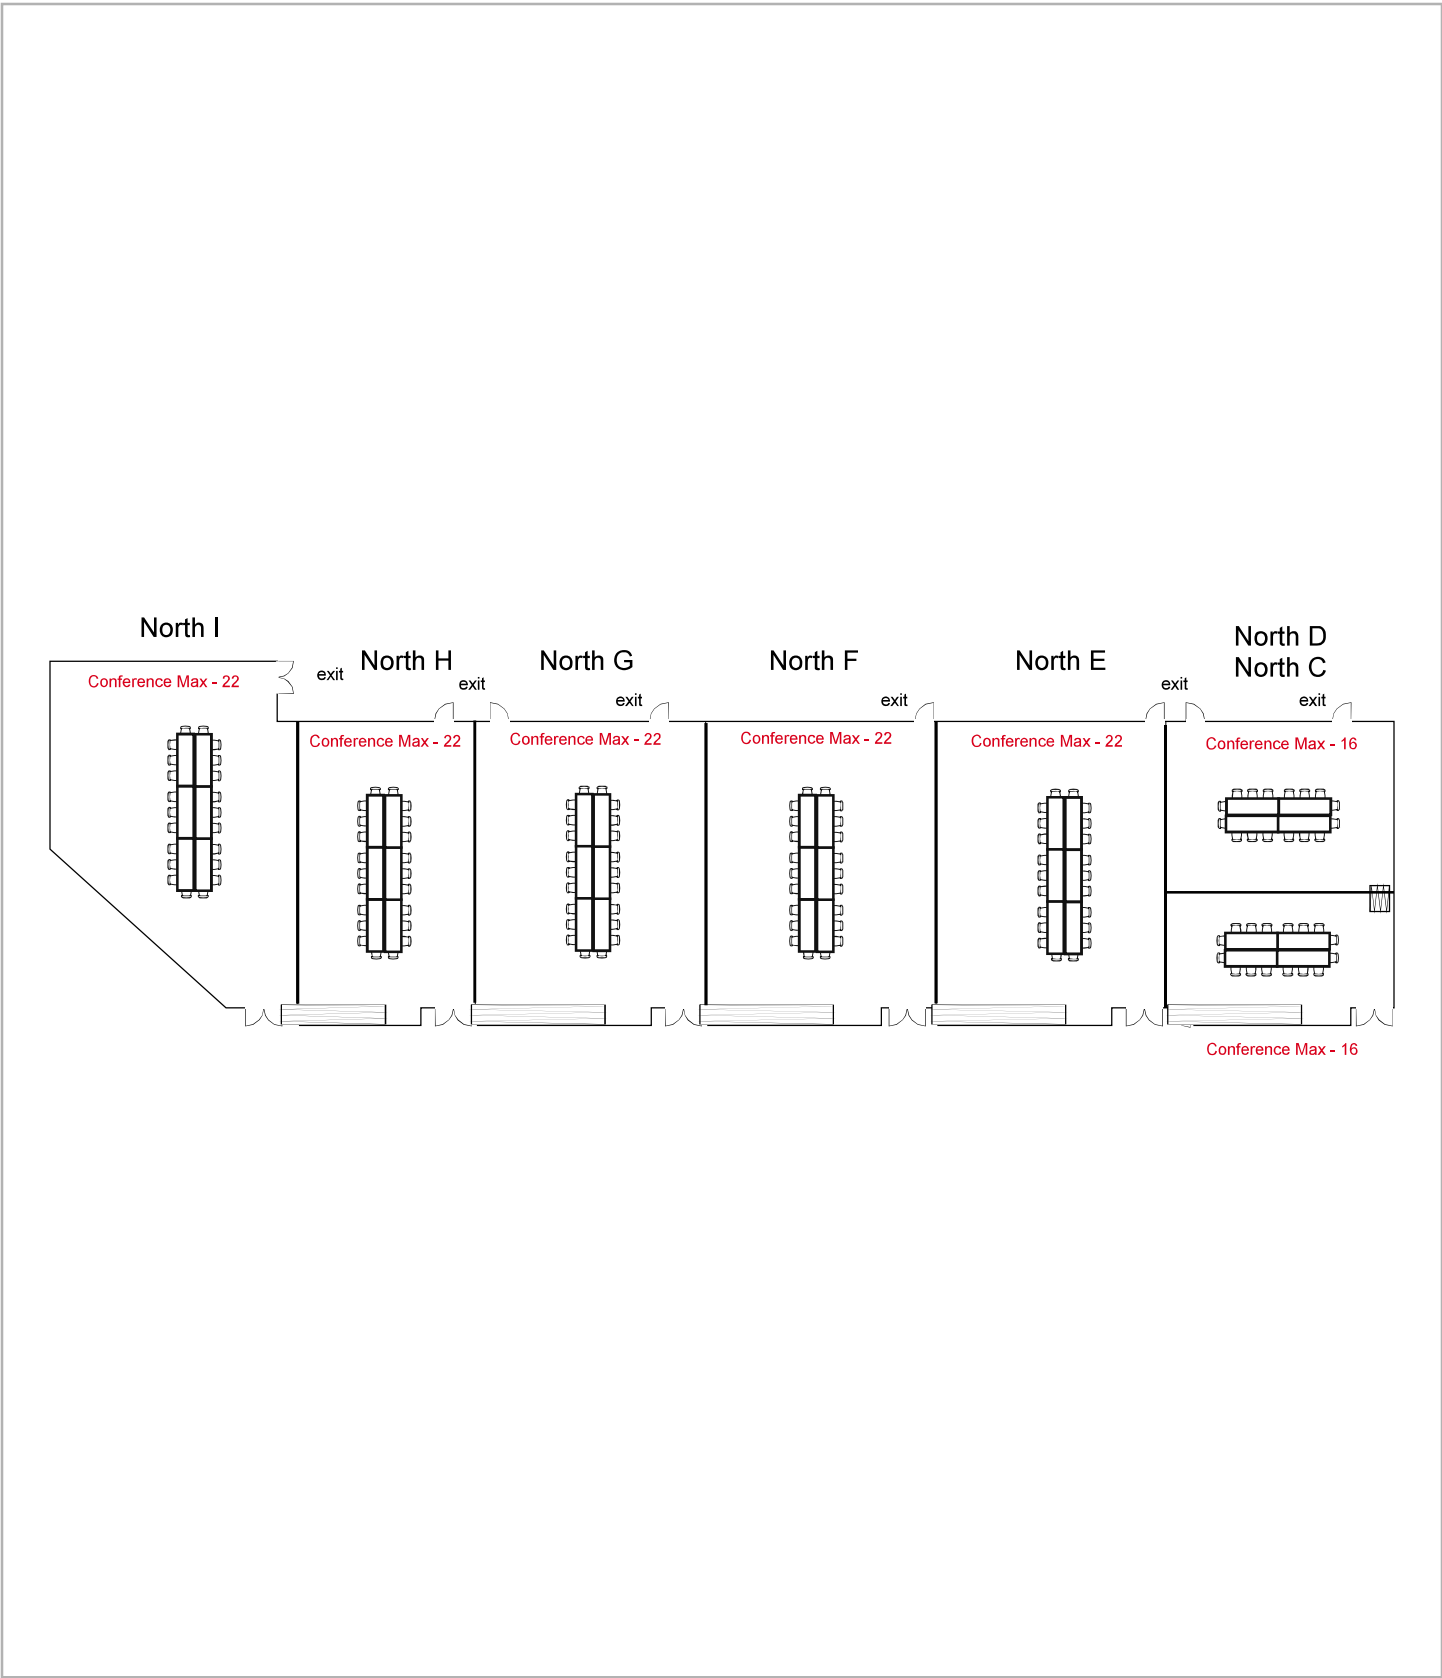 North I
North H
North G
North F
North E
North D
North C
exit
exit
exit
exit
exit
exit
Conference Max - 22
Conference Max - 22
Conference Max - 22
Conference Max - 22
Conference Max - 22
Conference Max - 16
Conference Max - 16